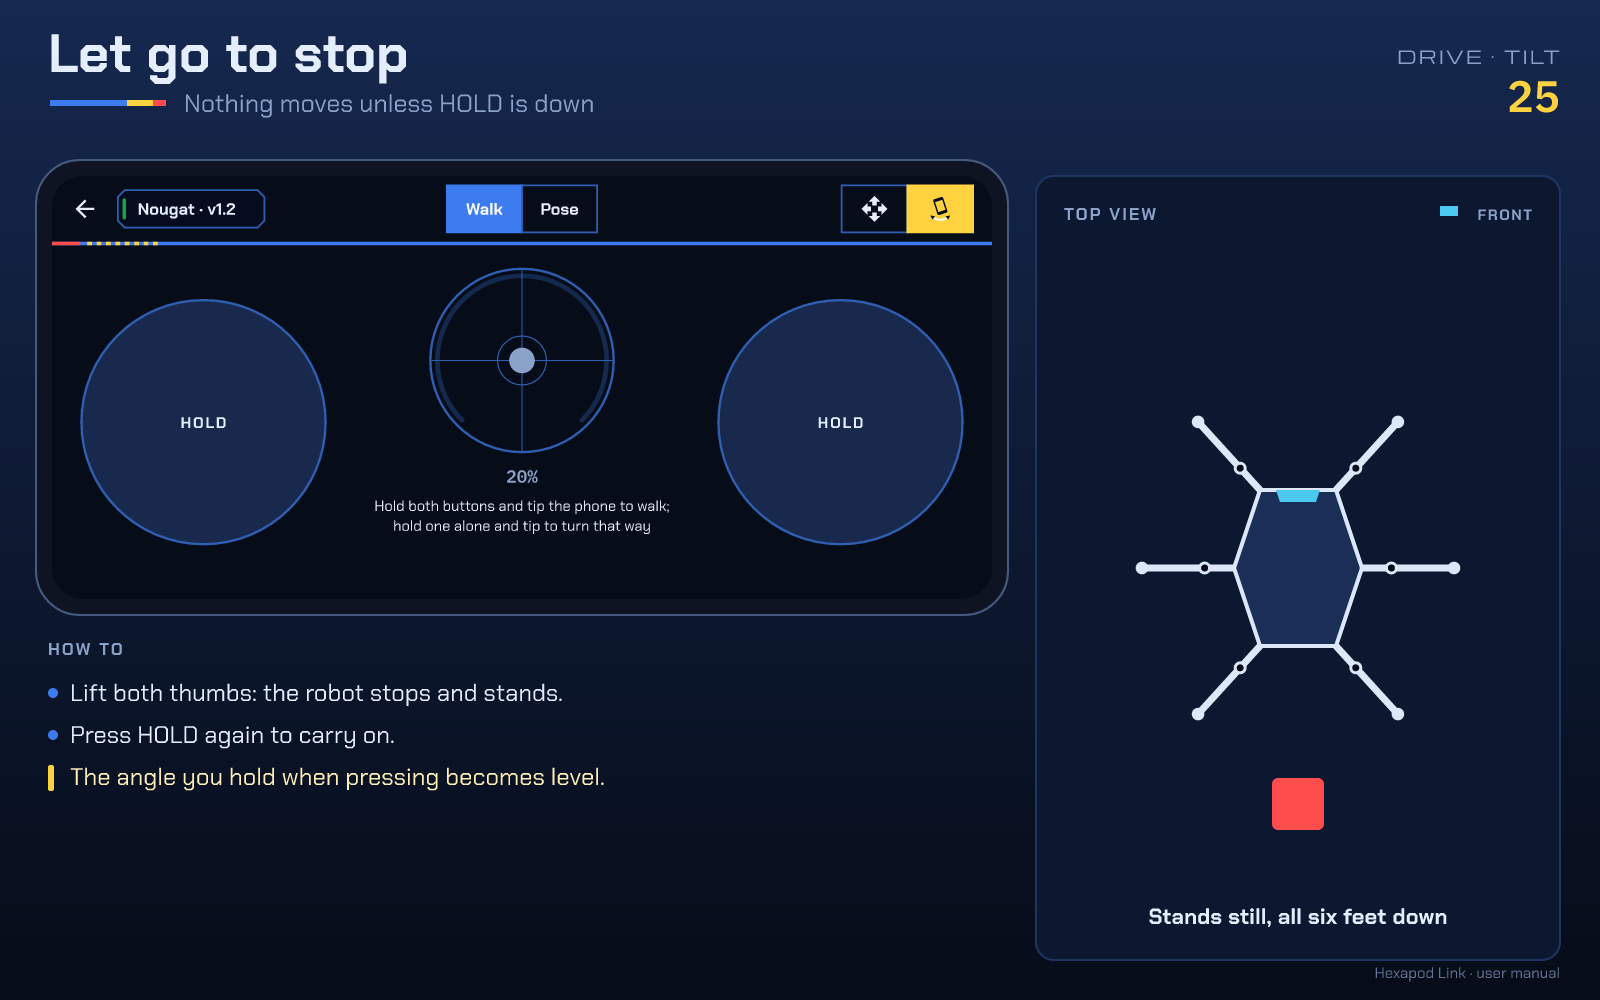 Let go to stop
Nothing moves unless HOLD is down
DRIVE · TILT
25
Nougat · v1.2
Walk
Pose
HOLD
20%
Hold both buttons and tip the phone to walk;
hold one alone and tip to turn that way
HOLD
HOW TO
Lift both thumbs: the robot stops and stands.
Press HOLD again to carry on.
The angle you hold when pressing becomes level.
TOP VIEW
FRONT
Stands still, all six feet down
Hexapod Link · user manual